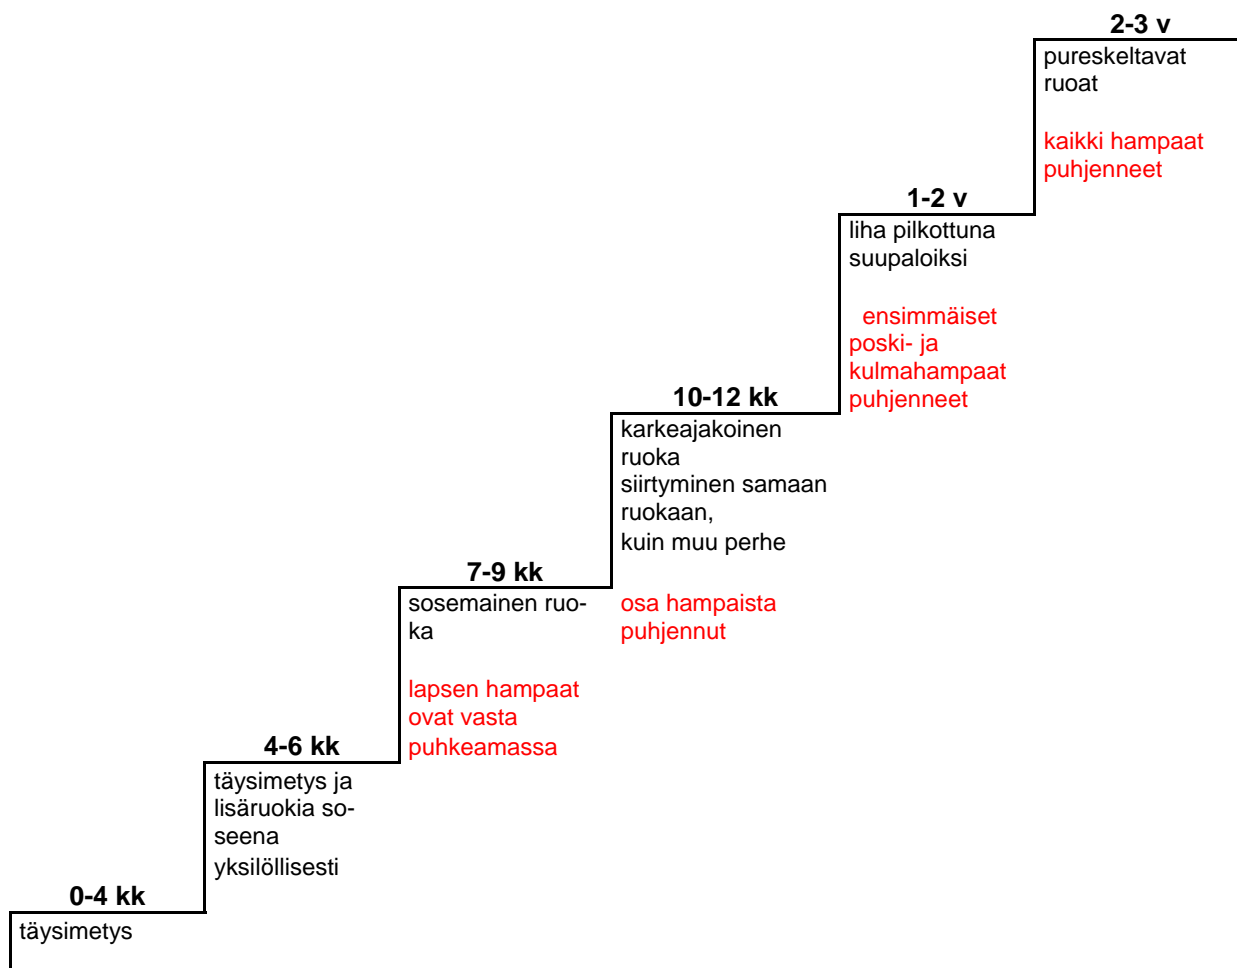 2-3 v
pureskeltavat
ruoat
kaikki hampaat
puhjenneet
1-2 v
liha pilkottuna
suupaloiksi
ensimmäiset
poski- ja
kulmahampaat
puhjenneet
10-12 kk
karkeajakoinen
ruoka
siirtyminen samaan
ruokaan,
kuin muu perhe
osa hampaista
puhjennut
7-9 kk
sosemainen ruo-
ka
lapsen hampaat
ovat vasta
puhkeamassa
4-6 kk
täysimetys ja
lisäruokia so-
seena
yksilöllisesti
0-4 kk
täysimetys